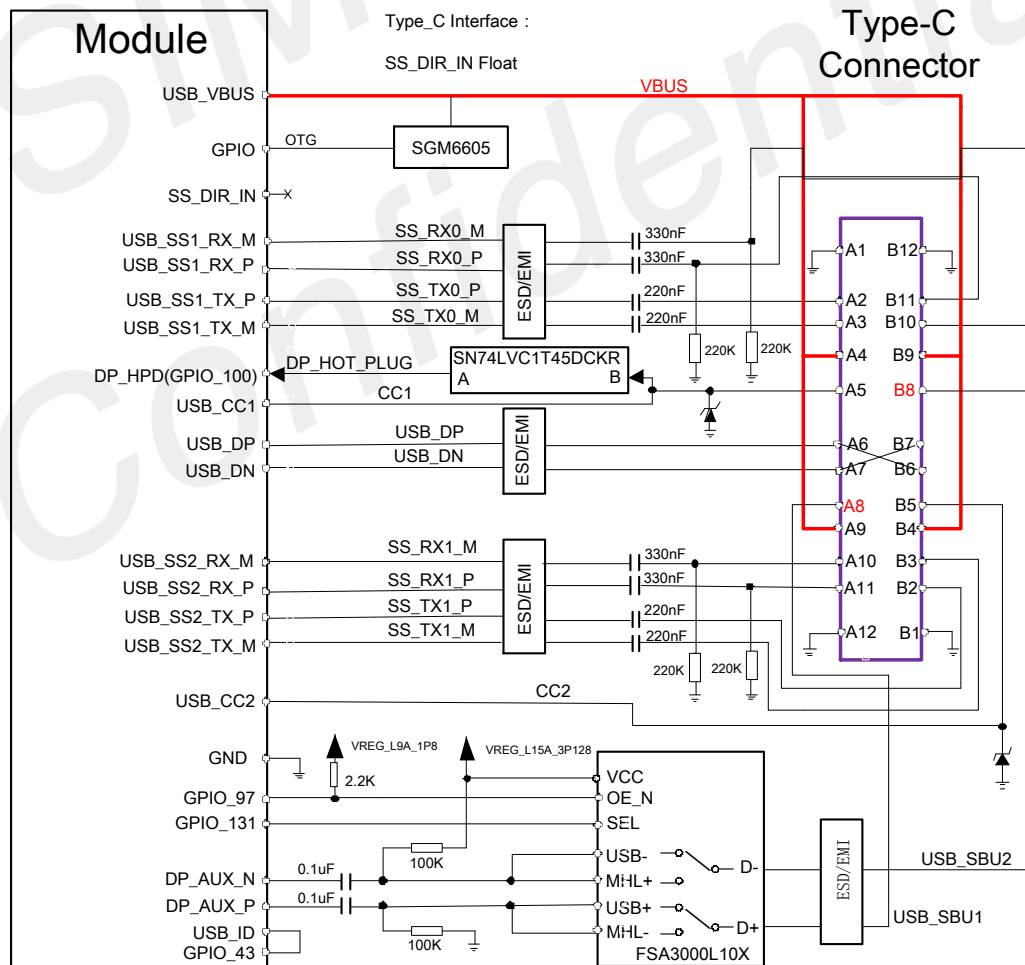 Module
Type_C Interface :
SS_DIR_IN Float
Type-C
Connector
USB_VBUS
VBUS
GPIO
OTG
SGM6605
SS_DIR_IN
USB_SS1_RX_M
SS_RX0_M
330nF
USB_SS1_RX_P
SS_RX0_P
330nF
USB_SS1_TX_P
SS_TX0_P
220nF
USB_SS1_TX_M
SS_TX0_M
220nF
ESD/EMI
220K
220K
A1
B12
A2
B11
A3
B10
A4
B9
A5
B8
A6
B7
A7
B6
A8
B5
A9
B4
A10
B3
A11
B2
A12
B1
DP_HPD(GPIO_100)
DP_HOT_PLUG
SN74LVC1T45DCKR
A
B
USB_CC1
CC1
USB_DP
USB_DP
USB_DN
USB_DN
ESD/EMI
USB_SS2_RX_M
SS_RX1_M
330nF
USB_SS2_RX_P
SS_RX1_P
330nF
USB_SS2_TX_P
SS_TX1_P
220nF
USB_SS2_TX_M
SS_TX1_M
220nF
ESD/EMI
220K
220K
USB_CC2
CC2
GND
VREG_L9A_1P8
VREG_L15A_3P128
2.2K
GPIO_97
GPIO_131
VCC
OE_N
SEL
100K
USB-
D-
MHL+
USB+
MHL-
D+
FSA3000L10X
DP_AUX_N
0.1uF
DP_AUX_P
0.1uF
USB_ID
GPIO_43
100K
ESD/EMI
USB_SBU2
USB_SBU1
Confidential